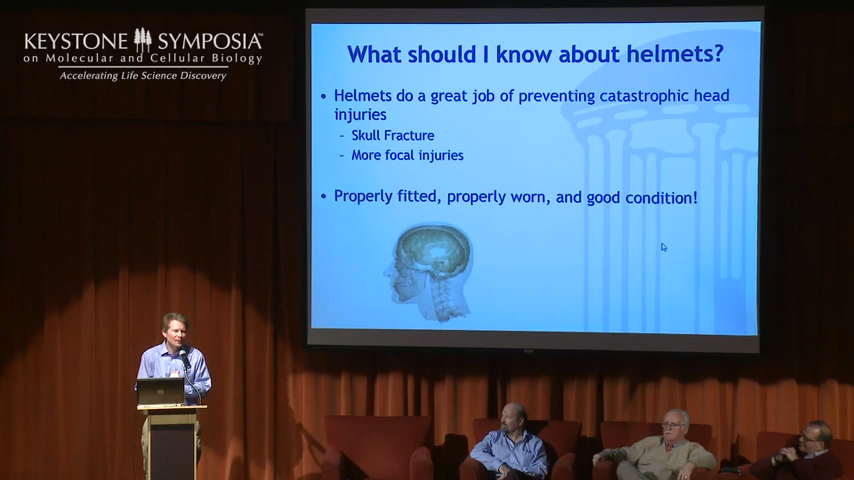 KEYSTONE SYMPOSIA™
on Molecular and Cellular Biology
Accelerating Life Science Discovery
What should I know about helmets?
• Helmets do a great job of preventing catastrophic head
injuries
- Skull Fracture
- More focal injuries
• Properly fitted, properly worn, and good condition!